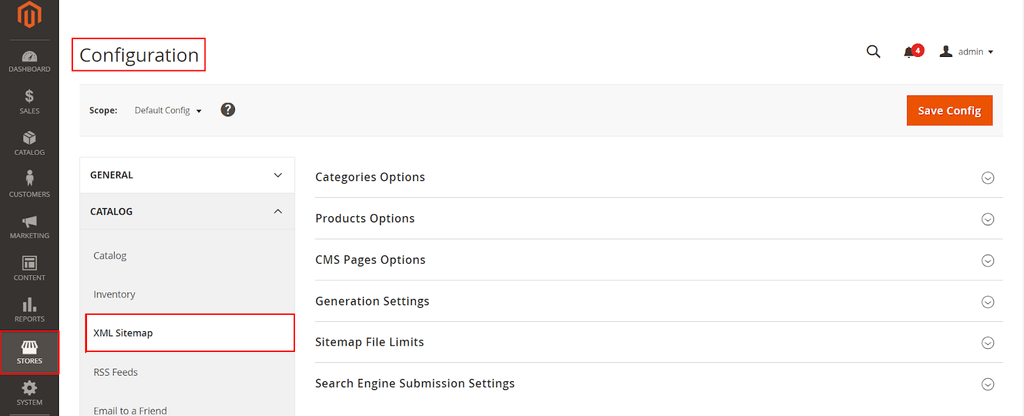 DASHBOARD
SALES
CATALOG
CUSTOMERS
MARKETING
CONTENT
REPORTS
STORES
SYSTEM
Configuration
4
admin
Scope:
Default Config
?
Save Config
GENERAL
CATALOG
Catalog
Inventory
XML Sitemap
RSS Feeds
Email to a Friend
Categories Options
Products Options
CMS Pages Options
Generation Settings
Sitemap File Limits
Search Engine Submission Settings